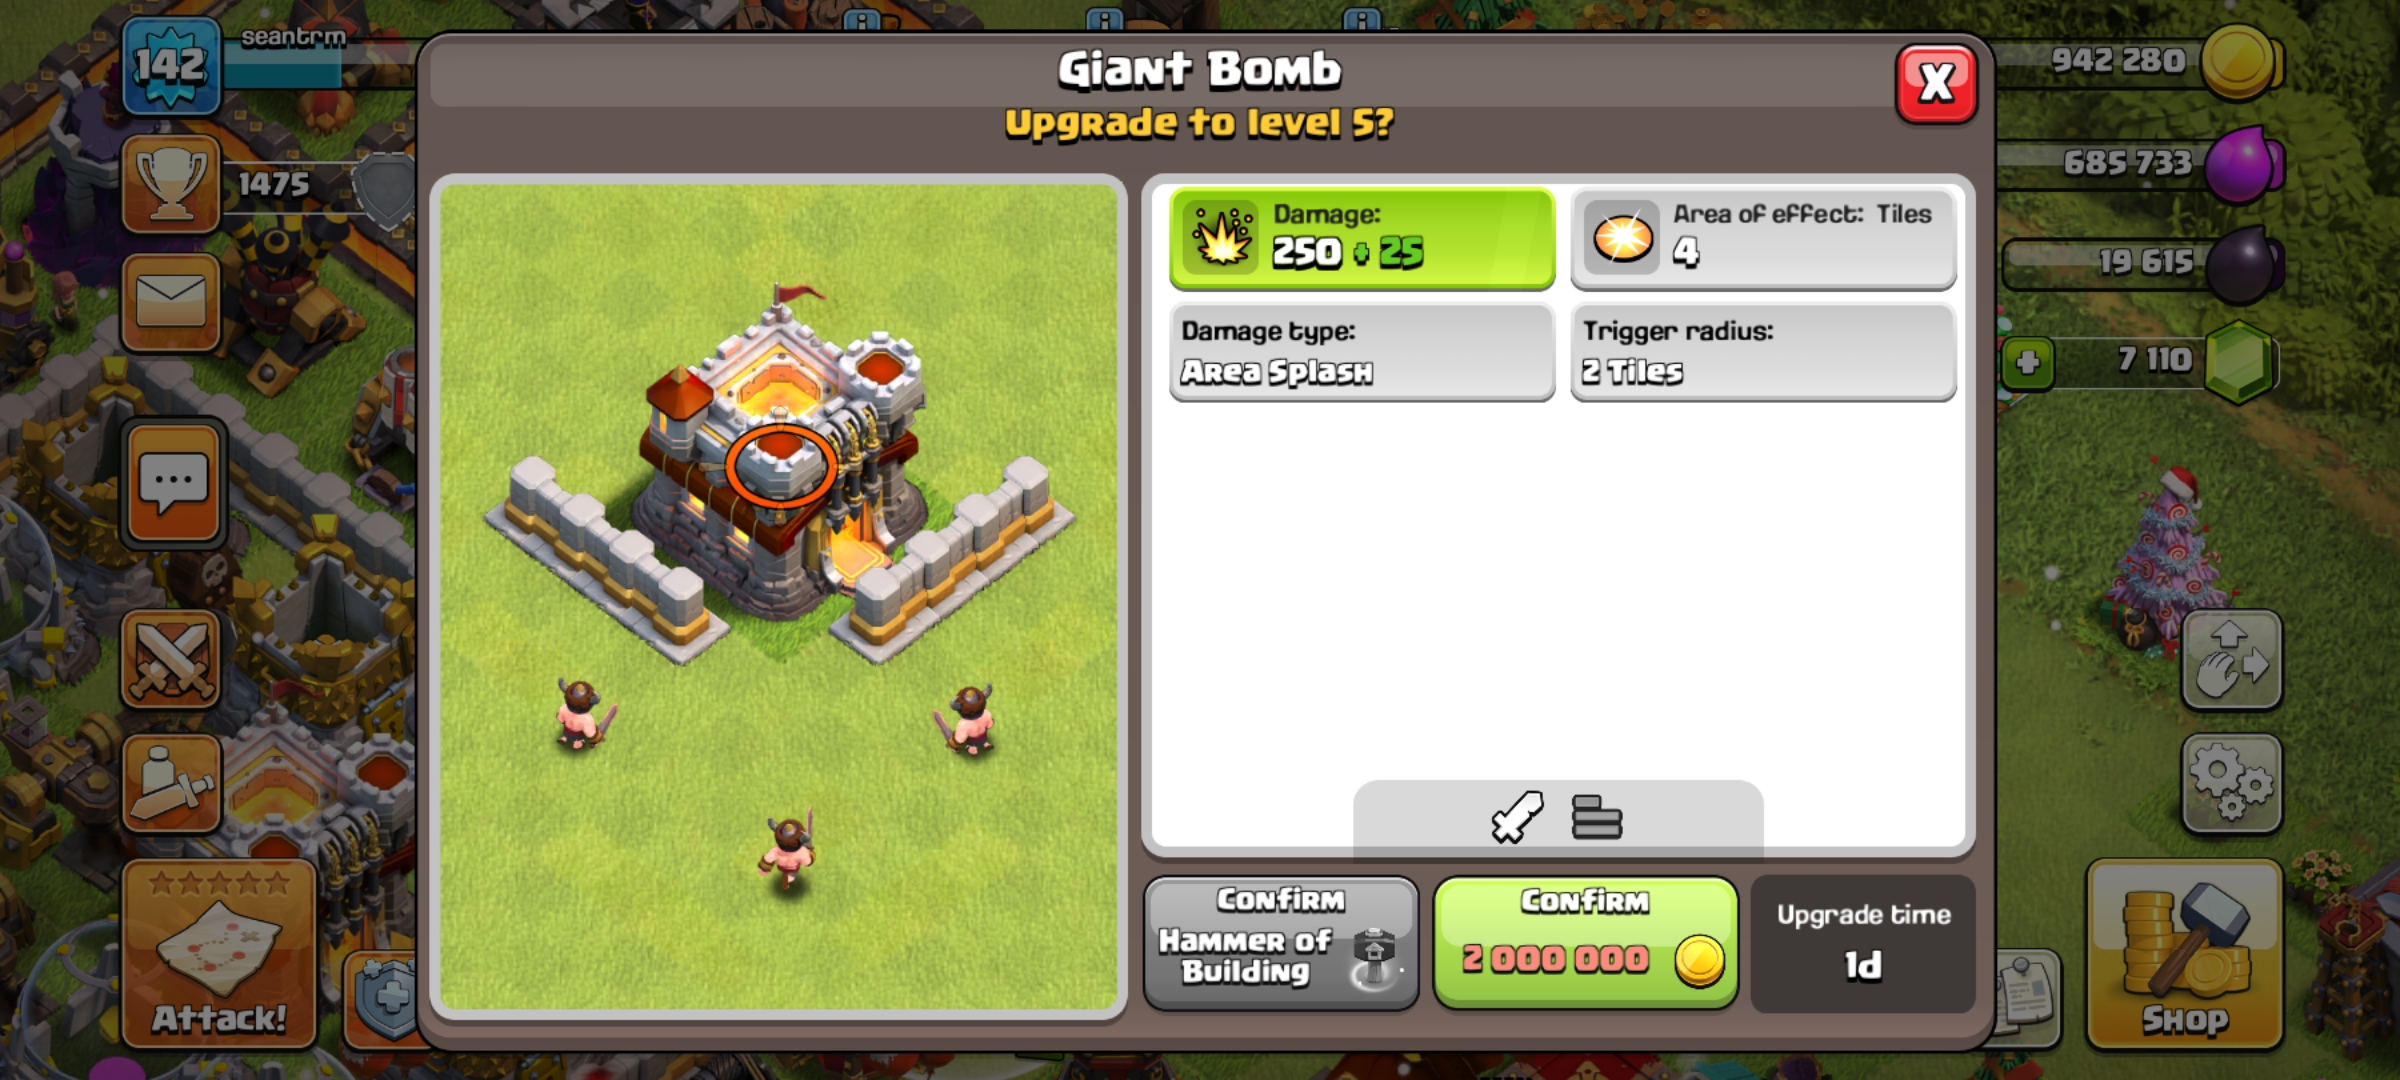 142
seantrm
1475
Giant Bomb
Upgrade to level 5?
X
942 280
685 733
19 615
7 110
Damage:
250 + 25
Area of effect: Tiles
4
Damage type:
Area Splash
Trigger radius:
2 Tiles
Confirm
Hammer of
Building
Confirm
2 000 000
Upgrade time
1d
Attack!
Shop